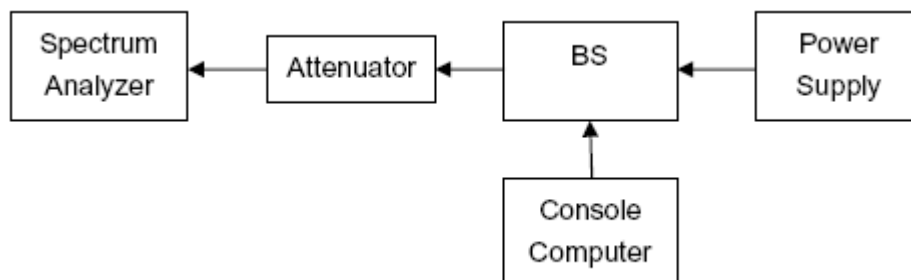 Spectrum
Analyzer
Attenuator
BS
Power
Supply
Console
Computer